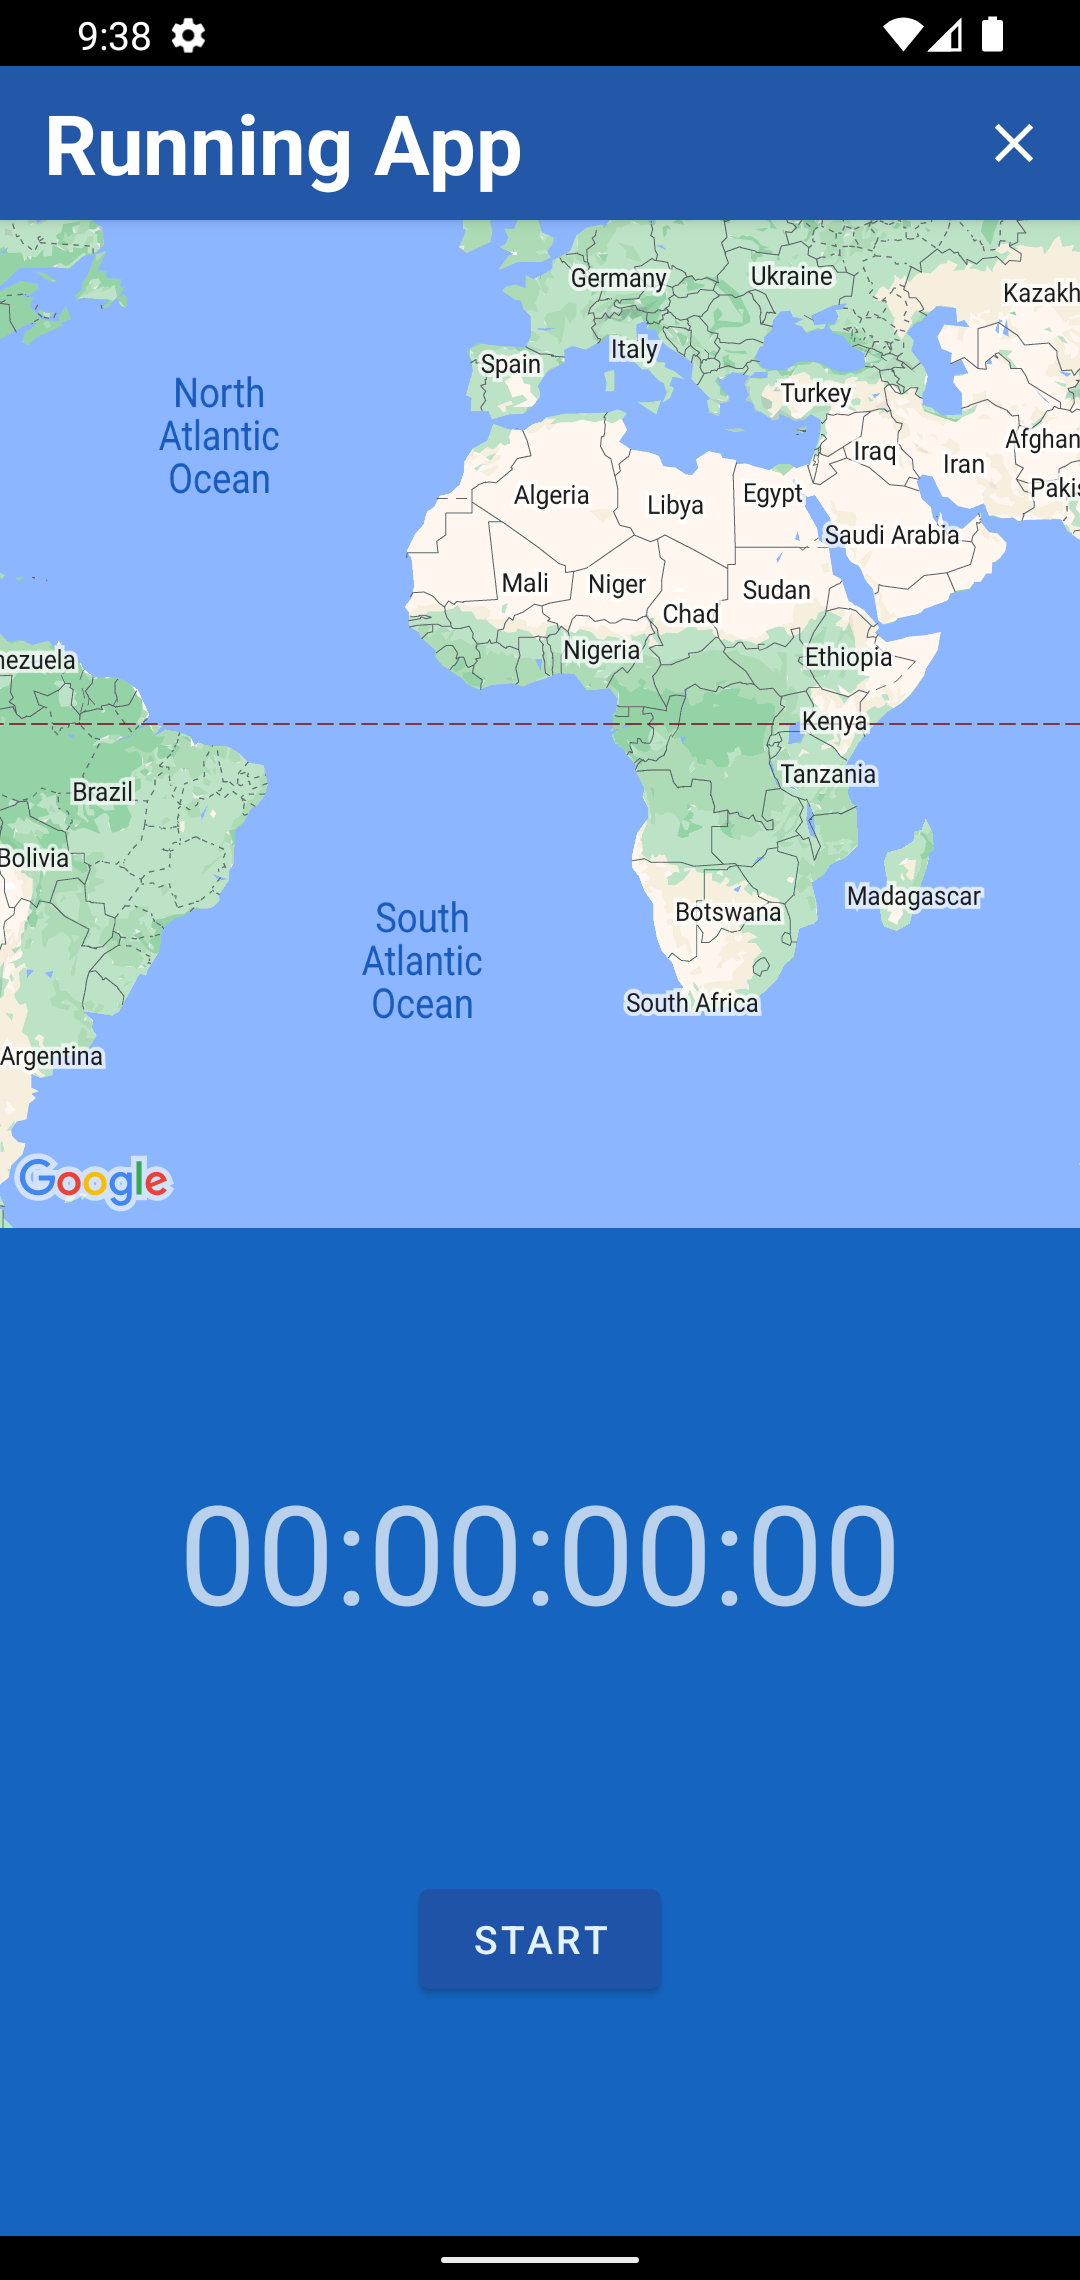 9:38
Running App
Germany
Ukraine
Kazakh
Italy
Spain
Turkey
North
Atlantic
Ocean
Afghan
Iraq
Iran
Pakis
Algeria
Libya
Egypt
Saudi Arabia
Mali
Niger
Sudan
Chad
Nigeria
Ethiopia
nezuela
Kenya
Tanzania
Brazil
Bolivia
Madagascar
Botswana
South
Atlantic
Ocean
South Africa
Argentina
Google
00:00:00:00
START